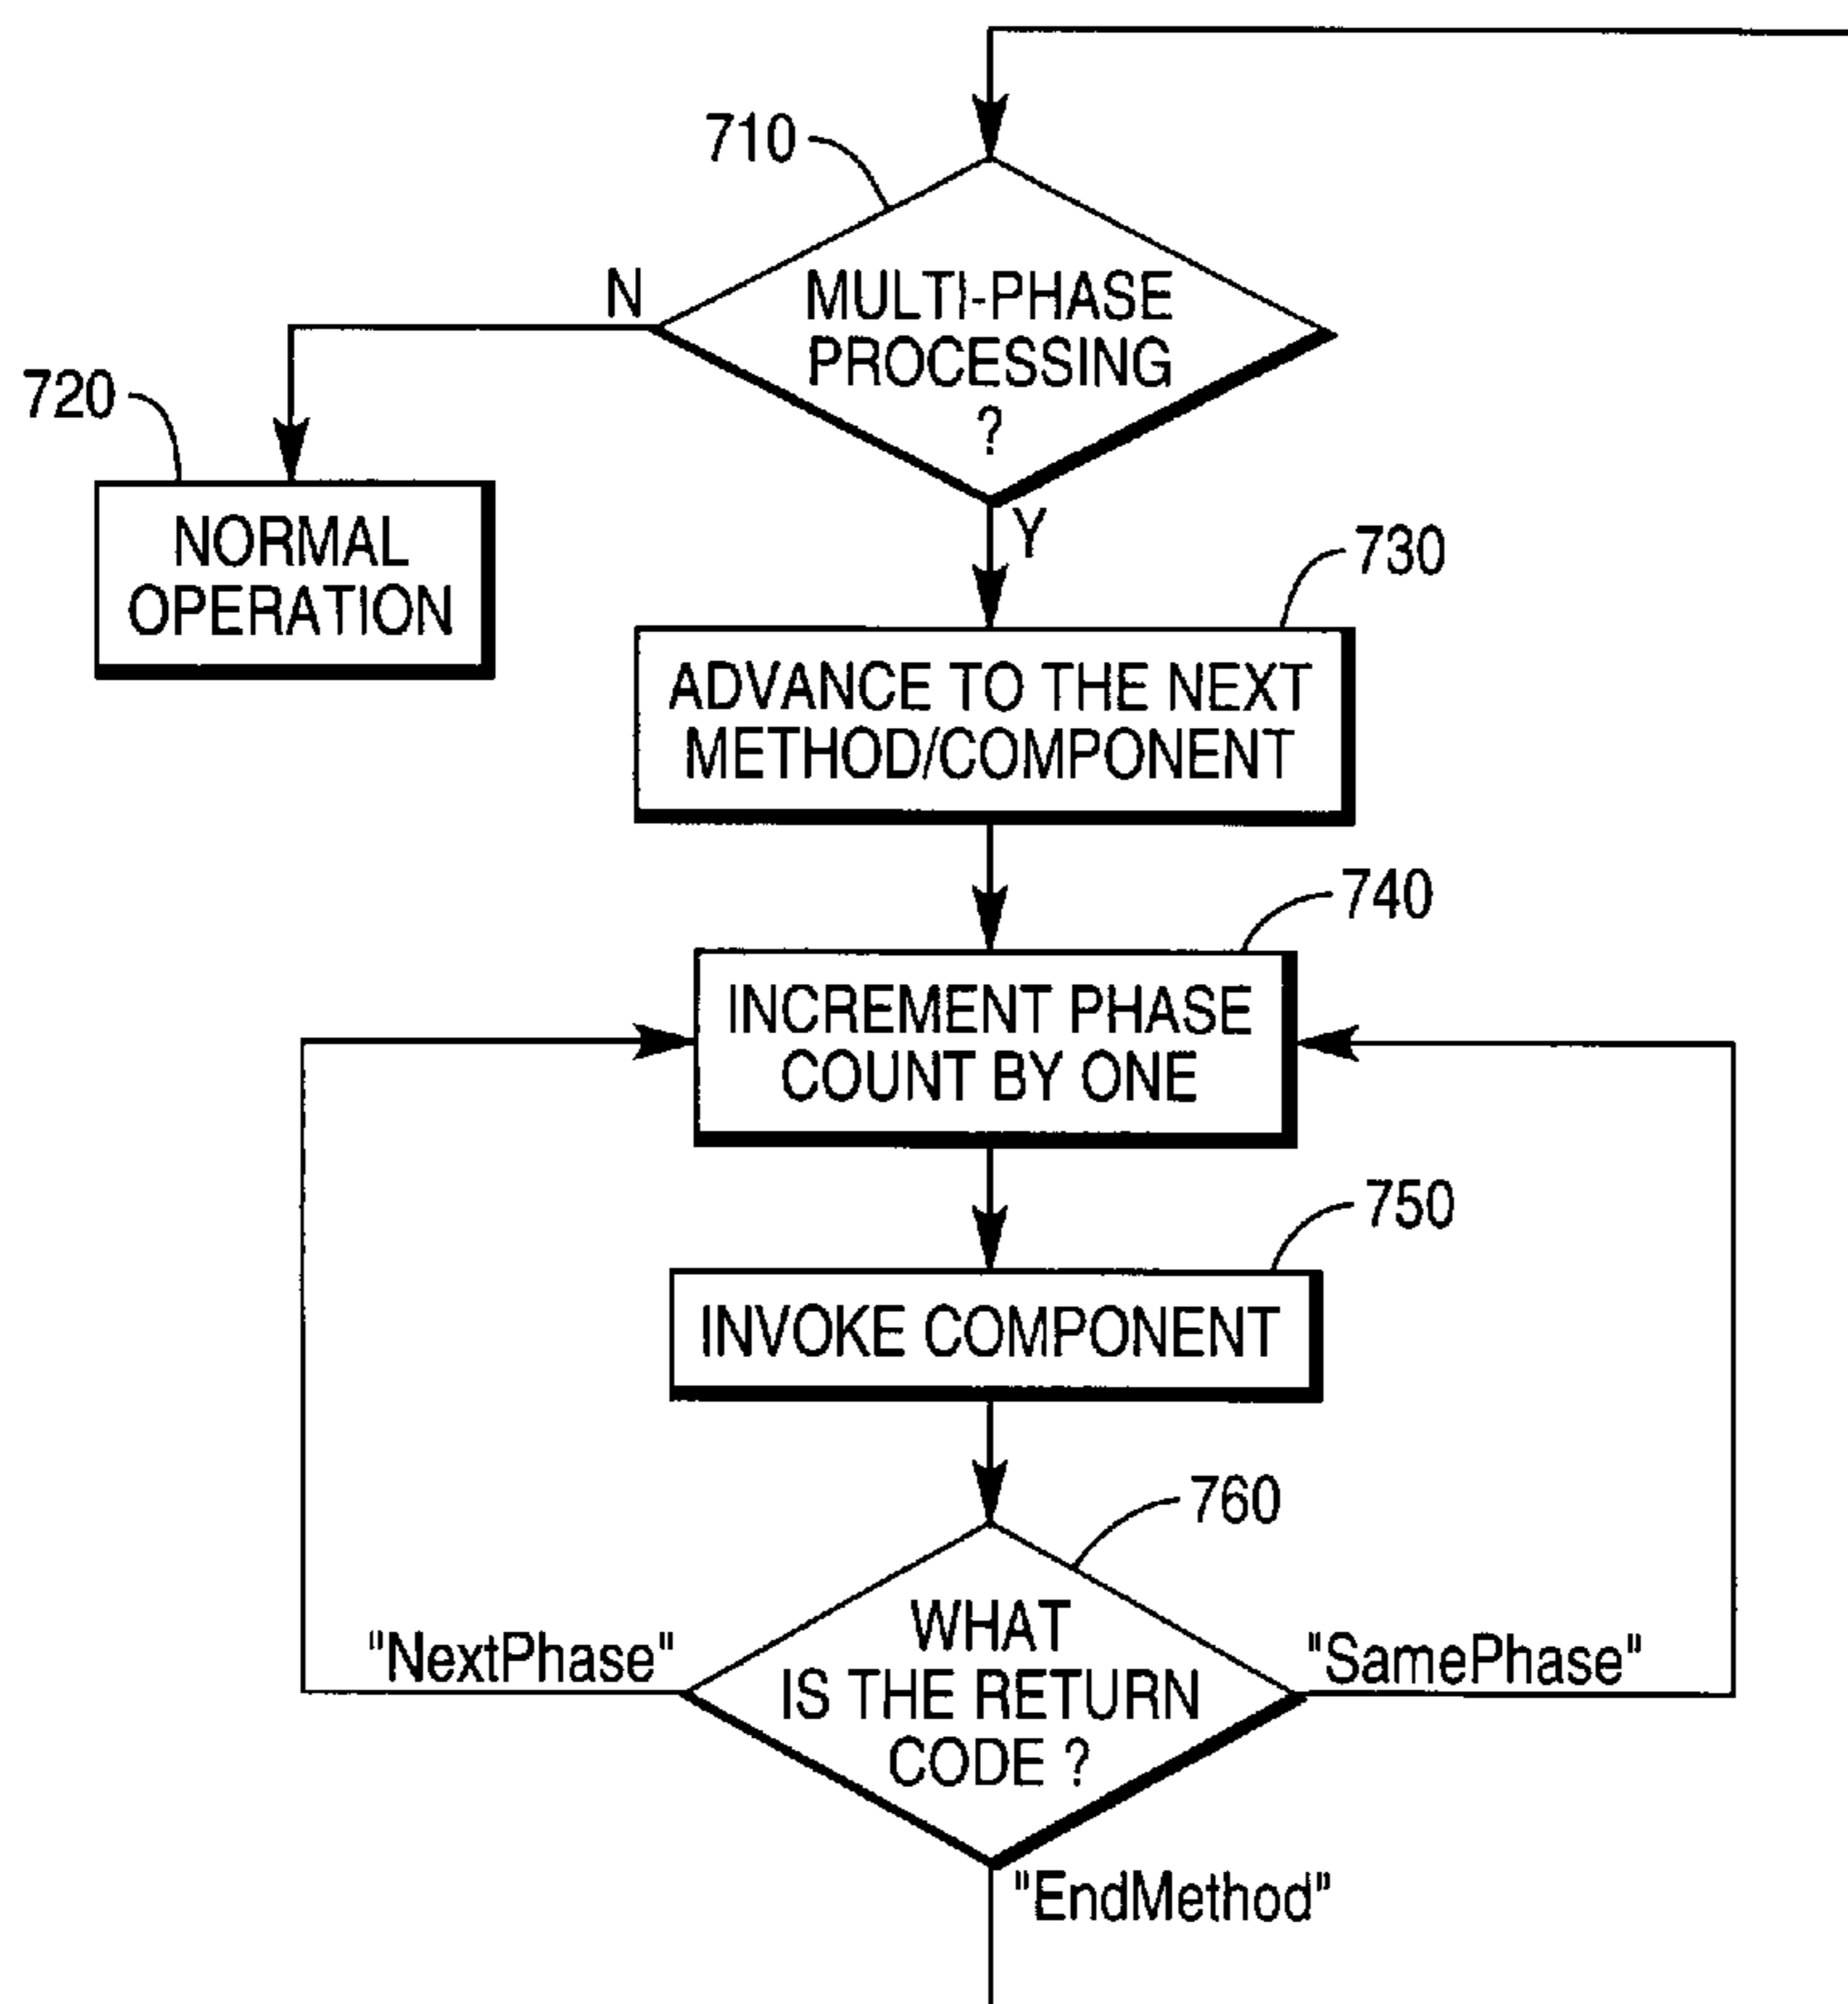 710
N
MULTI-PHASE
PROCESSING
?
720
NORMAL
OPERATION
Y
730
ADVANCE TO THE NEXT
METHOD/COMPONENT
740
INCREMENT PHASE
COUNT BY ONE
750
INVOKE COMPONENT
760
WHAT
IS THE RETURN
CODE ?
"NextPhase"
"SamePhase"
"EndMethod"